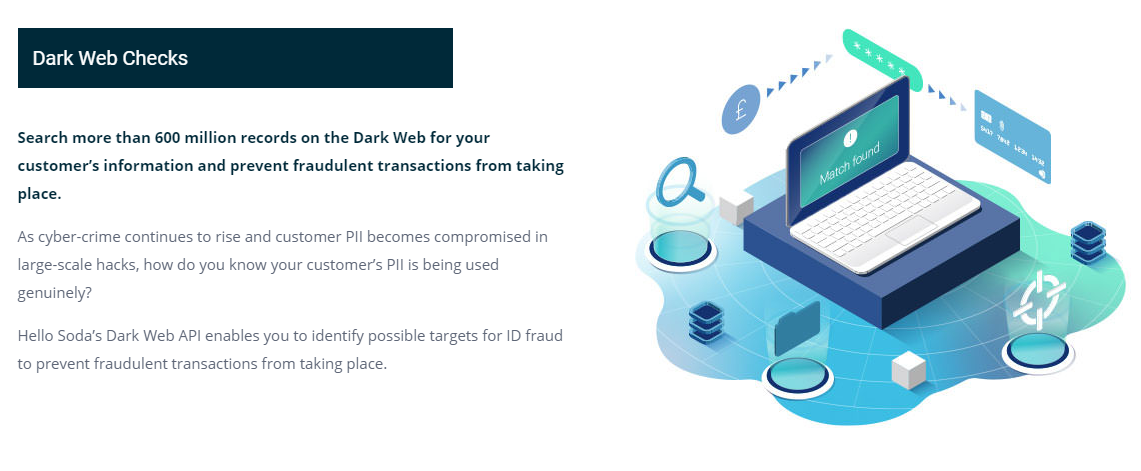 Dark Web Checks
Search more than 600 million records on the Dark Web for your
customer’s information and prevent fraudulent transactions from taking
place.
As cyber-crime continues to rise and customer PII becomes compromised in
large-scale hacks, how do you know your customer’s PII is being used
genuinely?
Hello Soda’s Dark Web API enables you to identify possible targets for ID fraud
to prevent fraudulent transactions from taking place.
*****
£
!
Match found